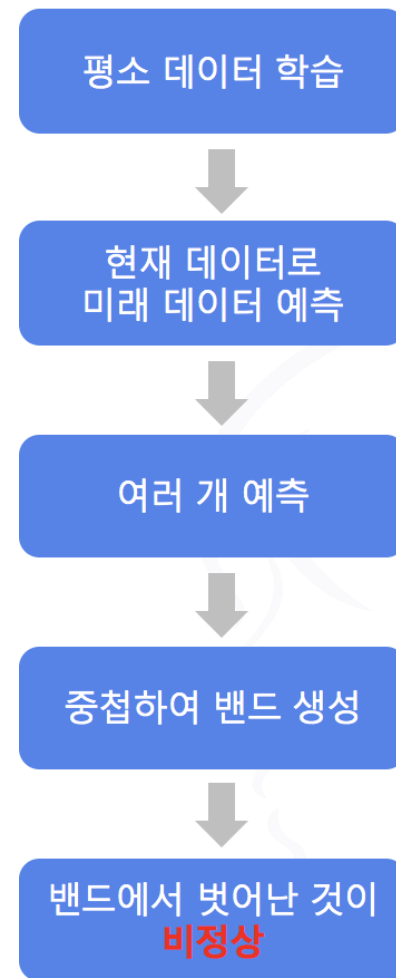 평소 데이터 학습
현재 데이터로
미래 데이터 예측
여러 개 예측
중첩하여 밴드 생성
밴드에서 벗어난 것이
비정상